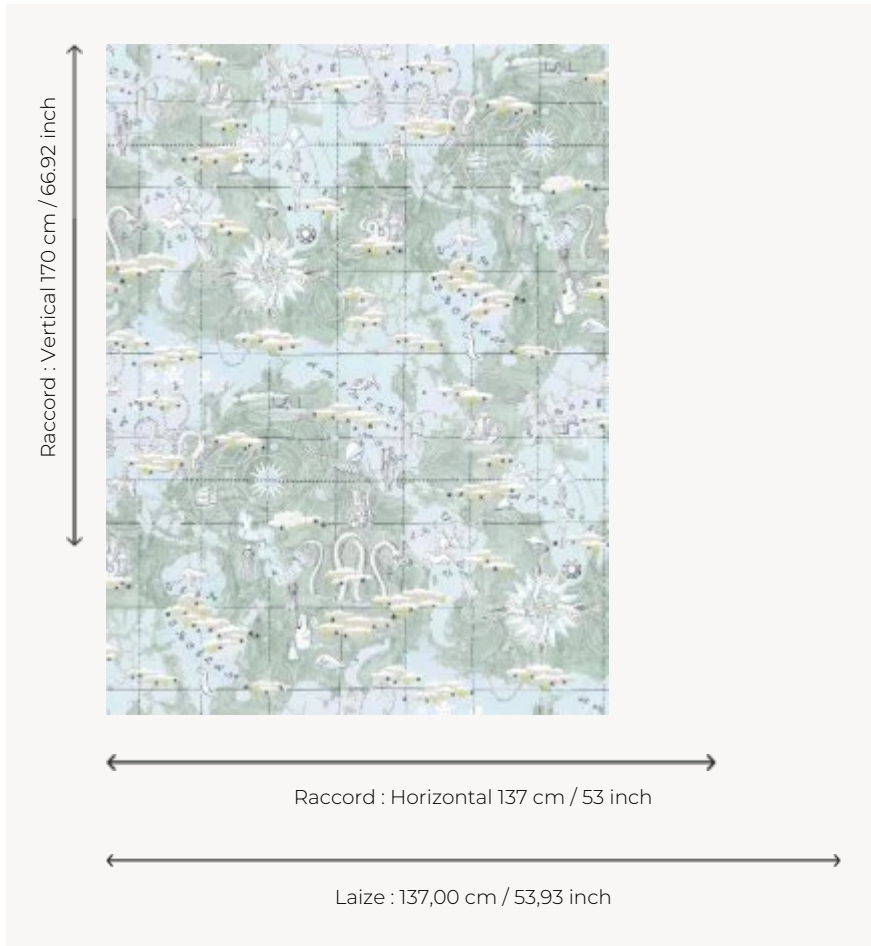 Raccord : Vertical 170 cm / 66.92 inch
Raccord : Horizontal 137 cm / 53 inch
Laize : 137,00 cm / 53,93 inch